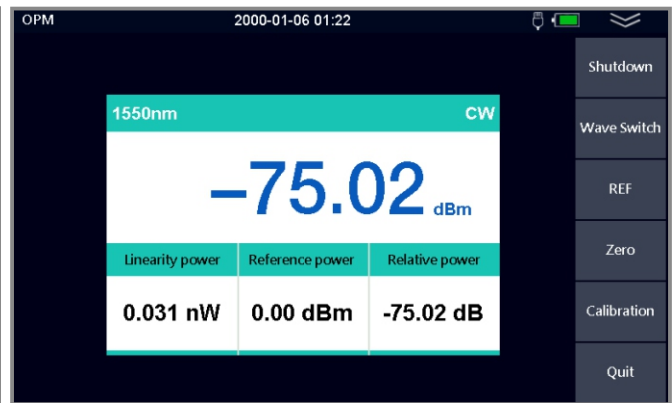 OPM 2000-01-06 01:22
Shutdown
1550nm CW
Wave Switch
–75.02 dBm
REF
Linearity power Reference power Relative power
Zero
0.031 nW 0.00 dBm -75.02 dB
Calibration
Quit